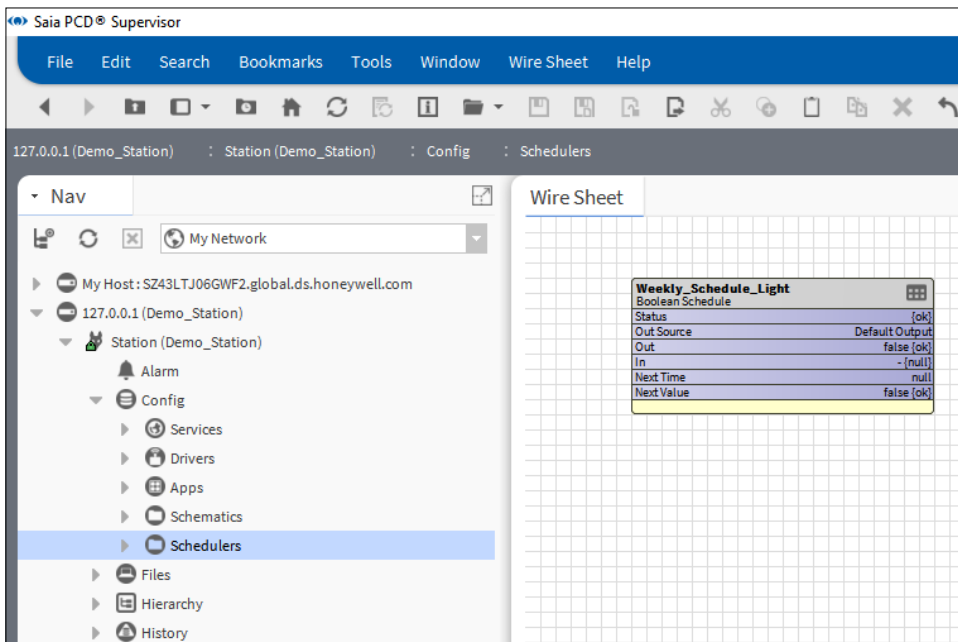 Saia PCD® Supervisor
File Edit Search Bookmarks Tools Window Wire Sheet Help
127.0.0.1 (Demo_Station) : Station (Demo_Station) : Config : Schedulers
Nav
My Network
My Host : SZ43LTJ06GWF2.global.ds.honeywell.com
127.0.0.1 (Demo_Station)
Station (Demo_Station)
Alarm
Config
Services
Drivers
Apps
Schematics
Schedulers
Files
Hierarchy
History
Wire Sheet
Weekly_Schedule_Light
Boolean Schedule
Status {ok}
Out Source Default Output
Out false {ok}
In - {null}
Next Time null
Next Value false {ok}